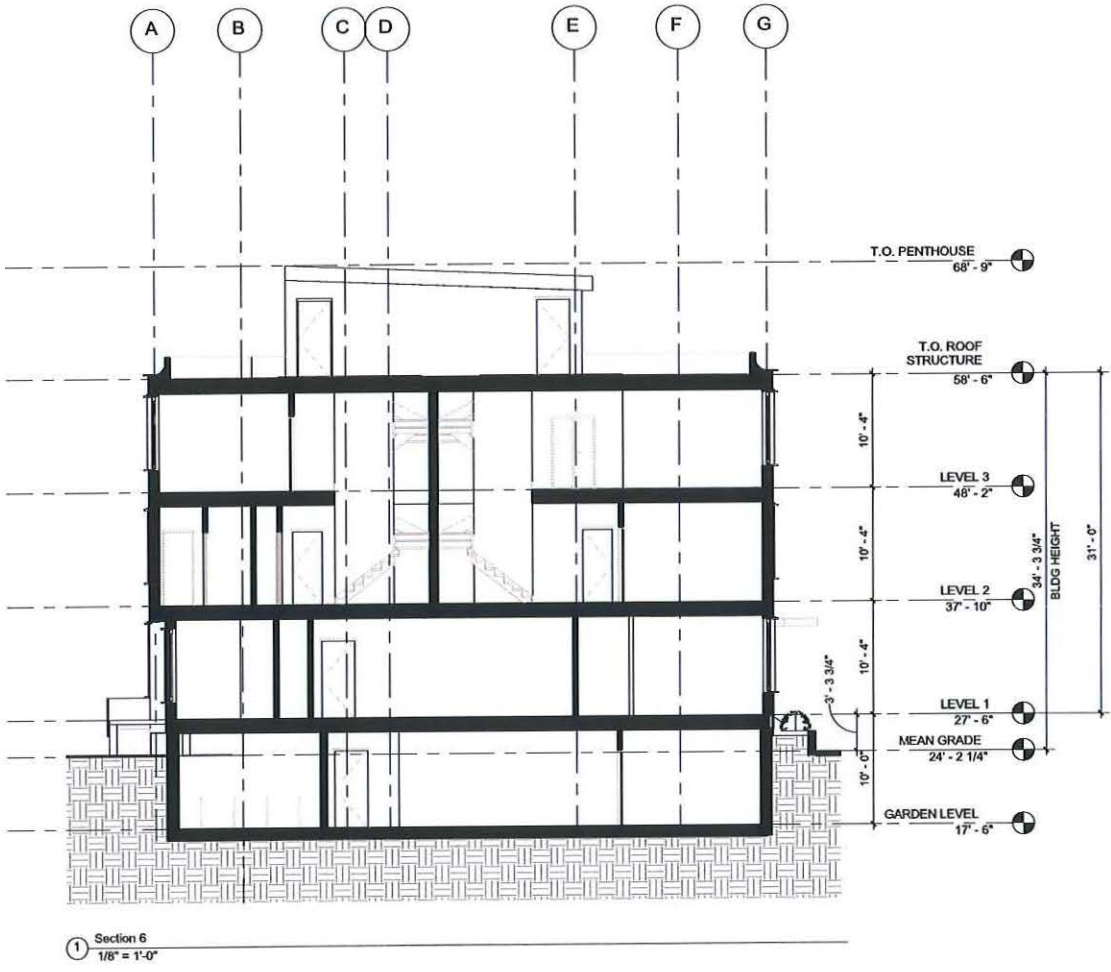 A
B
C
D
E
F
G
T.O. PENTHOUSE
68' - 9"
T.O. ROOF
STRUCTURE
58' - 6"
10' - 4"
LEVEL 3
48' - 2"
10' - 4"
34' - 3 3/4"
BLDG HEIGHT
31' - 0"
LEVEL 2
37' - 10"
10' - 4"
3' - 3 3/4"
LEVEL 1
27' - 6"
MEAN GRADE
24' - 2 1/4"
10' - 0"
GARDEN LEVEL
17' - 6"
1
Section 6
1/8" = 1'-0"